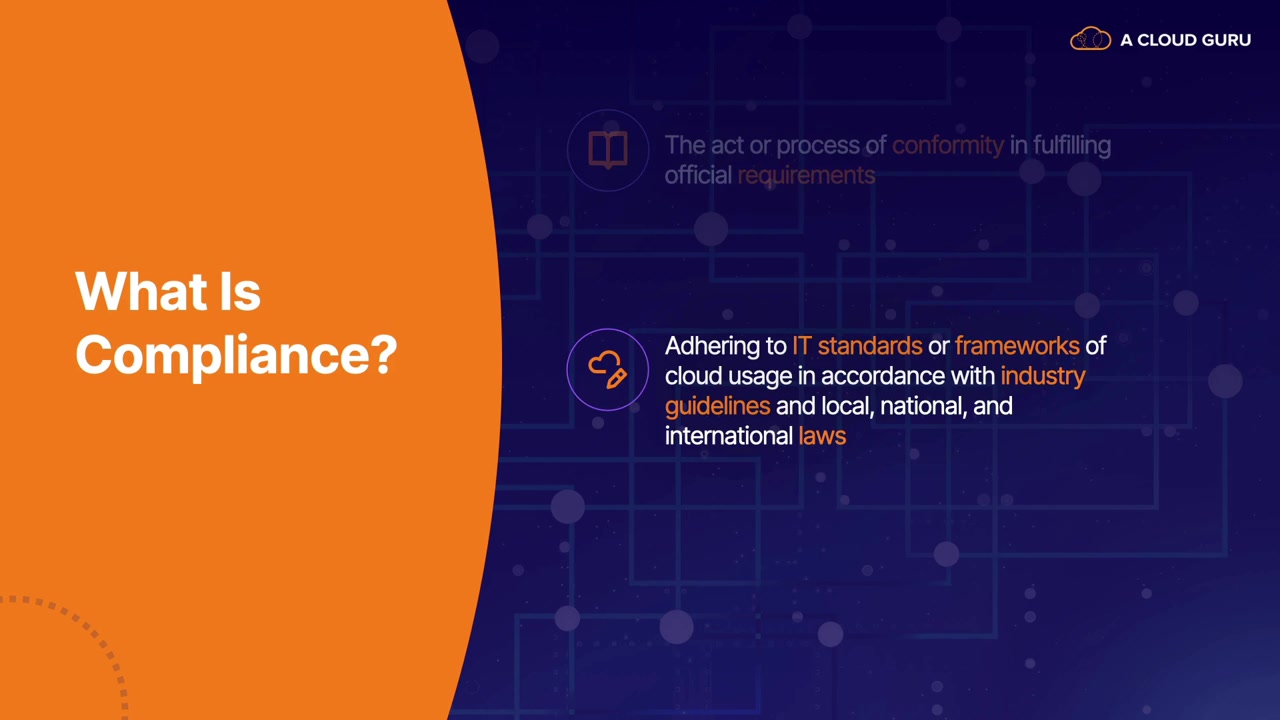 A CLOUD GURU
What Is
Compliance?
The act or process of conformity in fulfilling
official requirements
Adhering to IT standards or frameworks of
cloud usage in accordance with industry
guidelines and local, national, and
international laws